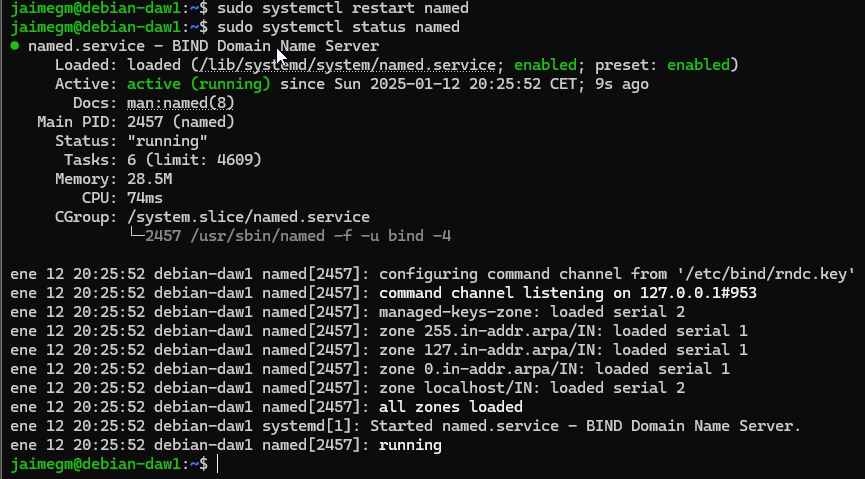 jaimegm@debian-daw1:~$ sudo systemctl restart named
jaimegm@debian-daw1:~$ sudo systemctl status named
● named.service - BIND Domain Name Server
     Loaded: loaded (/lib/systemd/system/named.service; enabled; preset: enabled)
     Active: active (running) since Sun 2025-01-12 20:25:52 CET; 9s ago
       Docs: man:named(8)
   Main PID: 2457 (named)
     Status: "running"
      Tasks: 6 (limit: 4609)
     Memory: 28.5M
        CPU: 74ms
     CGroup: /system.slice/named.service
             └─2457 /usr/sbin/named -f -u bind -4
ene 12 20:25:52 debian-daw1 named[2457]: configuring command channel from '/etc/bind/rndc.key'
ene 12 20:25:52 debian-daw1 named[2457]: command channel listening on 127.0.0.1#953
ene 12 20:25:52 debian-daw1 named[2457]: managed-keys-zone: loaded serial 2
ene 12 20:25:52 debian-daw1 named[2457]: zone 255.in-addr.arpa/IN: loaded serial 1
ene 12 20:25:52 debian-daw1 named[2457]: zone 127.in-addr.arpa/IN: loaded serial 1
ene 12 20:25:52 debian-daw1 named[2457]: zone 0.in-addr.arpa/IN: loaded serial 1
ene 12 20:25:52 debian-daw1 named[2457]: zone localhost/IN: loaded serial 2
ene 12 20:25:52 debian-daw1 named[2457]: all zones loaded
ene 12 20:25:52 debian-daw1 systemd[1]: Started named.service - BIND Domain Name Server.
ene 12 20:25:52 debian-daw1 named[2457]: running
jaimegm@debian-daw1:~$